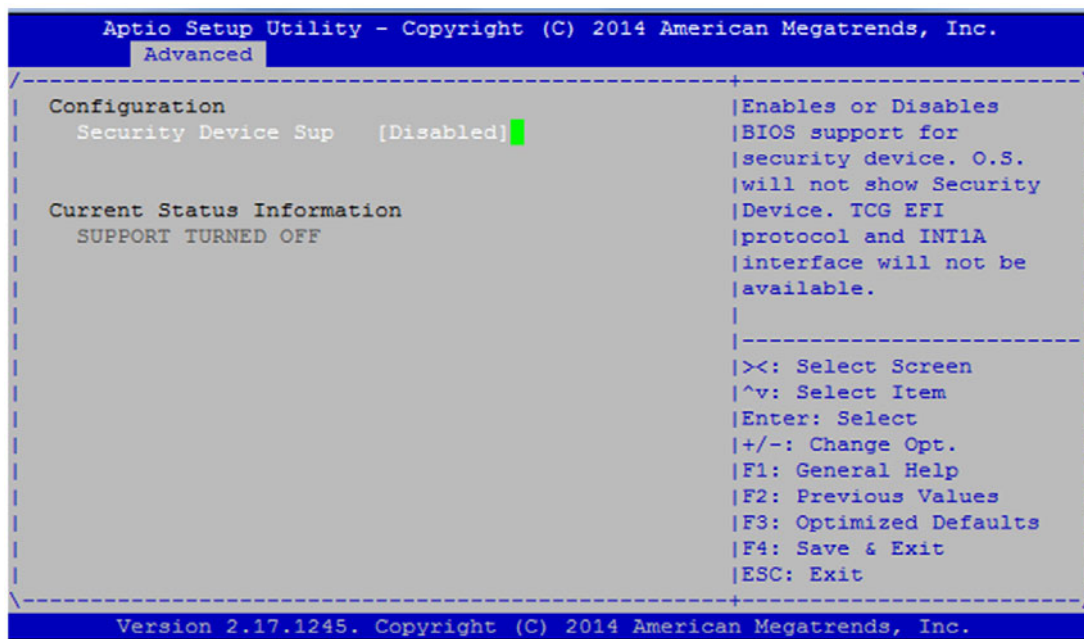 Aptio Setup Utility – Copyright (C) 2014 American Megatrends, Inc.
Advanced
Configuration
Security Device Sup [Disabled]
Current Status Information
SUPPORT TURNED OFF
Enables or Disables
BIOS support for
security device. O.S.
will not show Security
Device. TCG EFI
protocol and INT1A
interface will not be
available.
><: Select Screen
^v: Select Item
Enter: Select
+/-: Change Opt.
F1: General Help
F2: Previous Values
F3: Optimized Defaults
F4: Save & Exit
ESC: Exit
Version 2.17.1245. Copyright (C) 2014 American Megatrends, Inc.